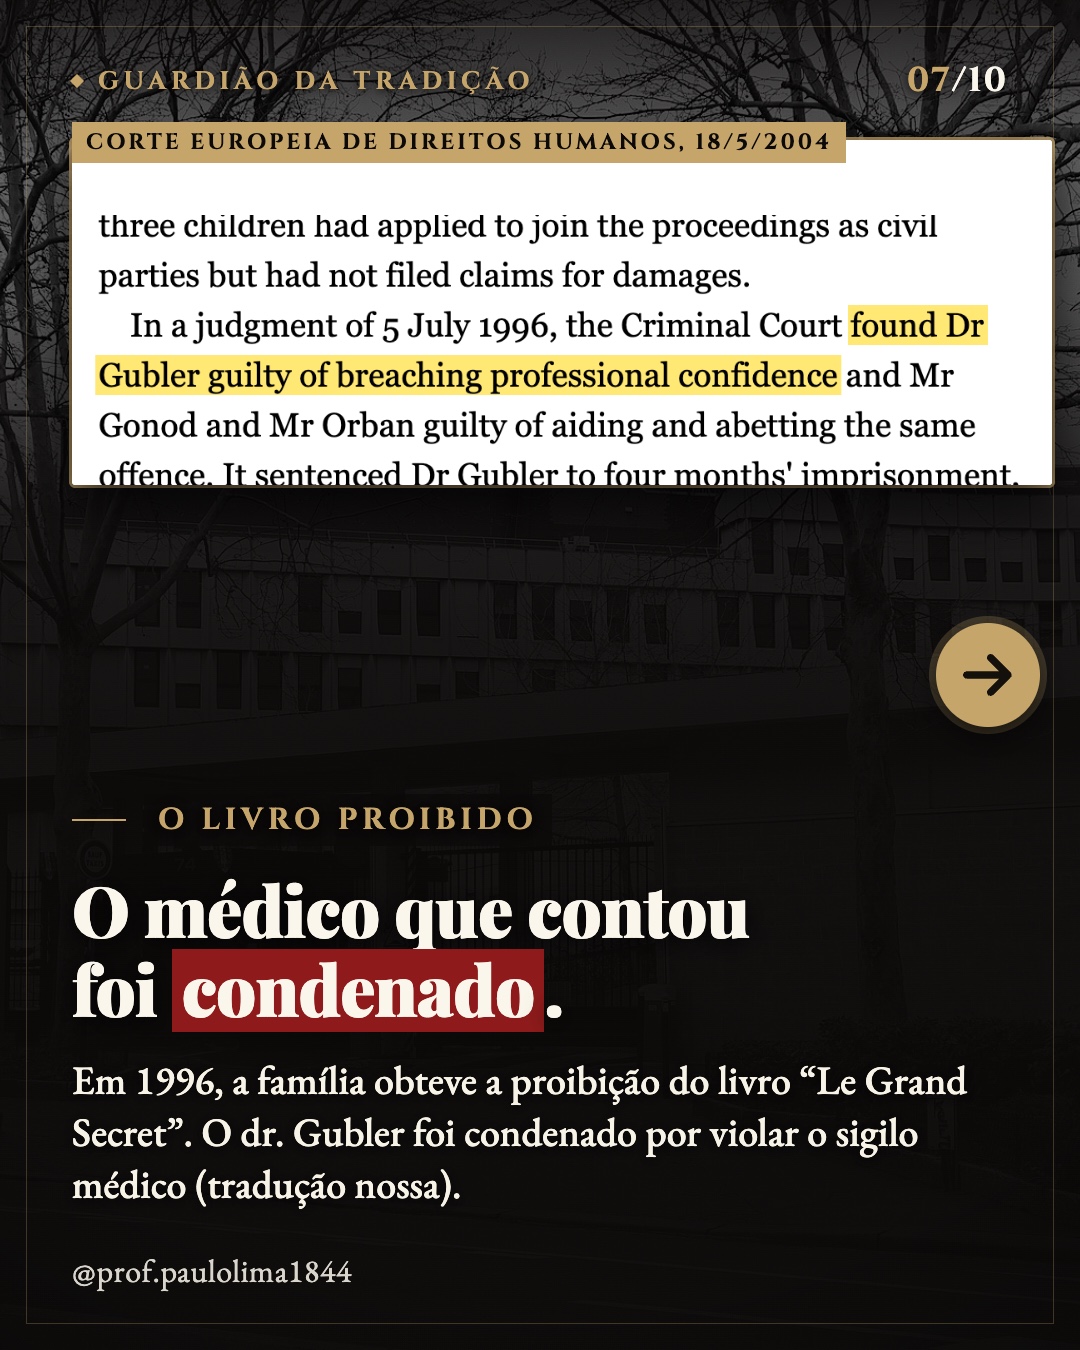 GUARDIÃO DA TRADIÇÃO
07/10
CORTE EUROPEIA DE DIREITOS HUMANOS, 18/5/2004
three children had applied to join the proceedings as civil
parties but had not filed claims for damages.
In a judgment of 5 July 1996, the Criminal Court found Dr
Gubler guilty of breaching professional confidence and Mr
Gonod and Mr Orban guilty of aiding and abetting the same
offence. It sentenced Dr Gubler to four months' imprisonment,
O LIVRO PROIBIDO
O médico que contou
foi condenado.
Em 1996, a família obteve a proibição do livro “Le Grand
Secret”. O dr. Gubler foi condenado por violar o sigilo
médico (tradução nossa).
@prof.paulolima1844